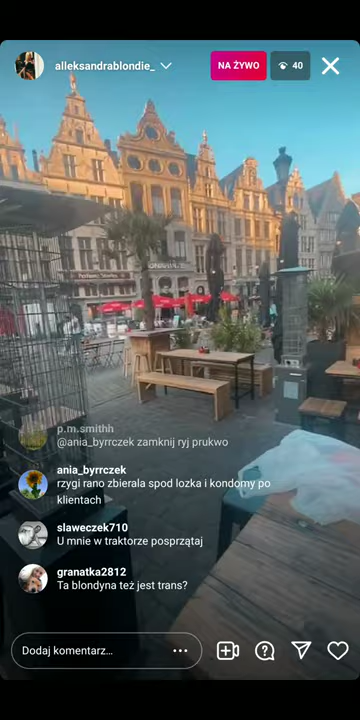 alleksandrablondie_
NA ŻYWO
40
p.m.smithh
@ania_byrrczek zamknij ryj prukwo
ania_byrrczek
rzygi rano zbierala spod lozka i kondomy po
klientach
slaweczek710
U mnie w traktorze posprzątaj
granatka2812
Ta blondyna też jest trans?
Dodaj komentarz...